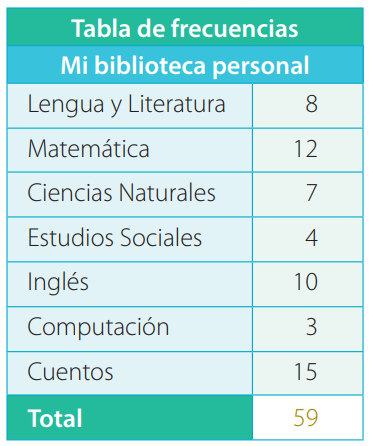 Tabla de frecuencias
Mi biblioteca personal
Lengua y Literatura 8
Matemática 12
Ciencias Naturales 7
Estudios Sociales 4
Inglés 10
Computación 3
Cuentos 15
Total 59